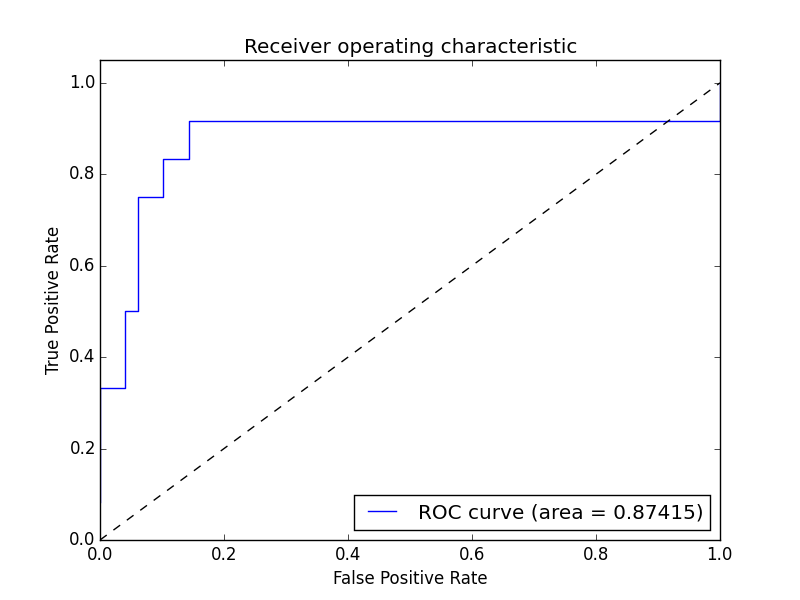 Receiver operating characteristic
1.0
0.8
0.6
0.4
0.2
0.0
True Positive Rate
ROC curve (area = 0.87415)
0.0 0.2 0.4 0.6 0.8 1.0
False Positive Rate